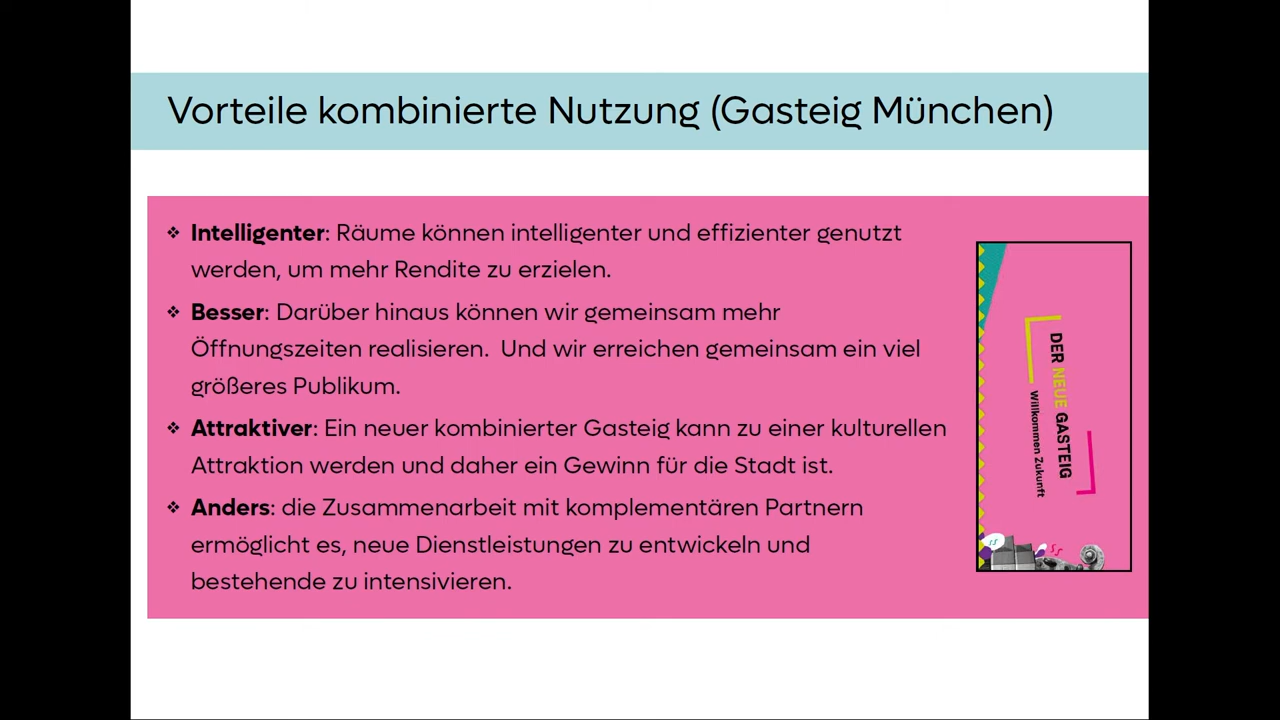 Vorteile kombinierte Nutzung (Gasteig München)
❖ Intelligenter: Räume können intelligenter und effizienter genutzt
werden, um mehr Rendite zu erzielen.
❖ Besser: Darüber hinaus können wir gemeinsam mehr
Öffnungszeiten realisieren.  Und wir erreichen gemeinsam ein viel
größeres Publikum.
❖ Attraktiver: Ein neuer kombinierter Gasteig kann zu einer kulturellen
Attraktion werden und daher ein Gewinn für die Stadt ist.
❖ Anders: die Zusammenarbeit mit komplementären Partnern
ermöglicht es, neue Dienstleistungen zu entwickeln und
bestehende zu intensivieren.
DER NEUE GASTEIG
Willkommen Zukunft